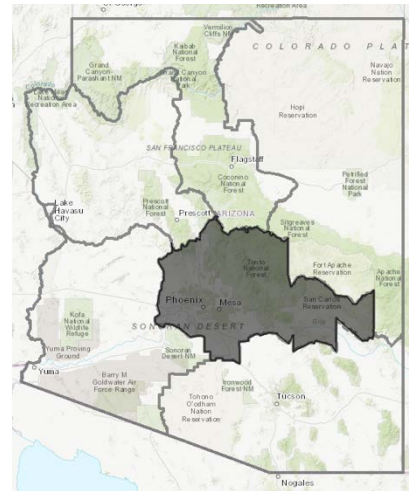 Recreation Area
Vermilion
Cliffs NM
COLORADO PLAT
Kaibab
National
Forest
Grand
Canyon-
Parashant NM
Navajo
Nation
Reservation
Hopi
Reservation
National
Recreation Area
SAN FRANCISCO PLATEAU
Flagstaff
Coconino
National
Forest
Petrified
Forest
National
Park
Lake
Havasu
City
Prescott
National
Forest
Prescott
ARIZONA
Sitgreaves
National
Forest
Tonto
National
Forest
Fort Apache
Reservation
Apache
National
Forest
Phoenix
Mesa
San Carlos
Reservation
Gila
Kofa
National
Wildlife
Refuge
SONORAN DESERT
Yuma Proving
Ground
Sonoran
Desert NM
Yuma
Barry M.
Goldwater Air
Force Range
Ironwood
Forest NM
Tohono
O'odham
Nation
Reservation
Tucson
Nogales